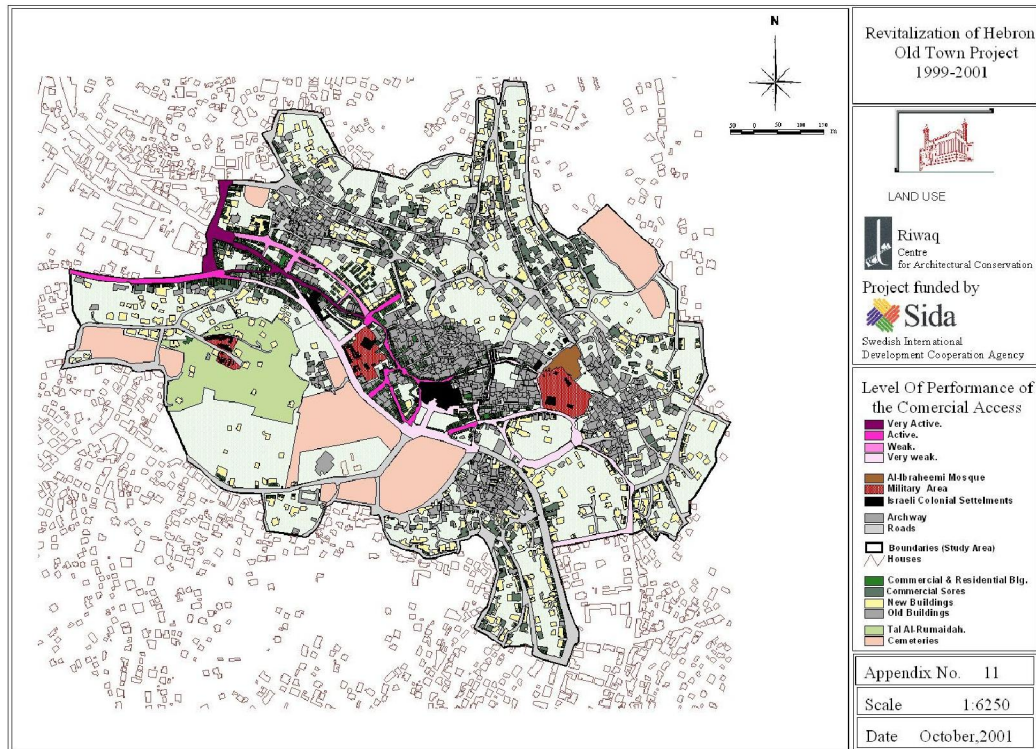 N
50 0 50 100 150 m
Revitalization of Hebron
Old Town Project
1999-2001
LAND USE
Riwaq
Centre
for Architectural Conservation
Project funded by
Sida
Swedish International
Development Cooperation Agency
Level Of Performance of
the Comercial Access
Very Active.
Active.
Weak.
Very weak.
Al-Ibraheemi Mosque
Military Area
Israeli Colonial Settelments
Archway
Roads
Boundaries (Study Area)
Houses
Commercial & Residential Blg.
Commercial Sores
New Buildings
Old Buildings
Tal Al-Rumaidah.
Cemeteries
Appendix No. 11
Scale 1:6250
Date October,2001